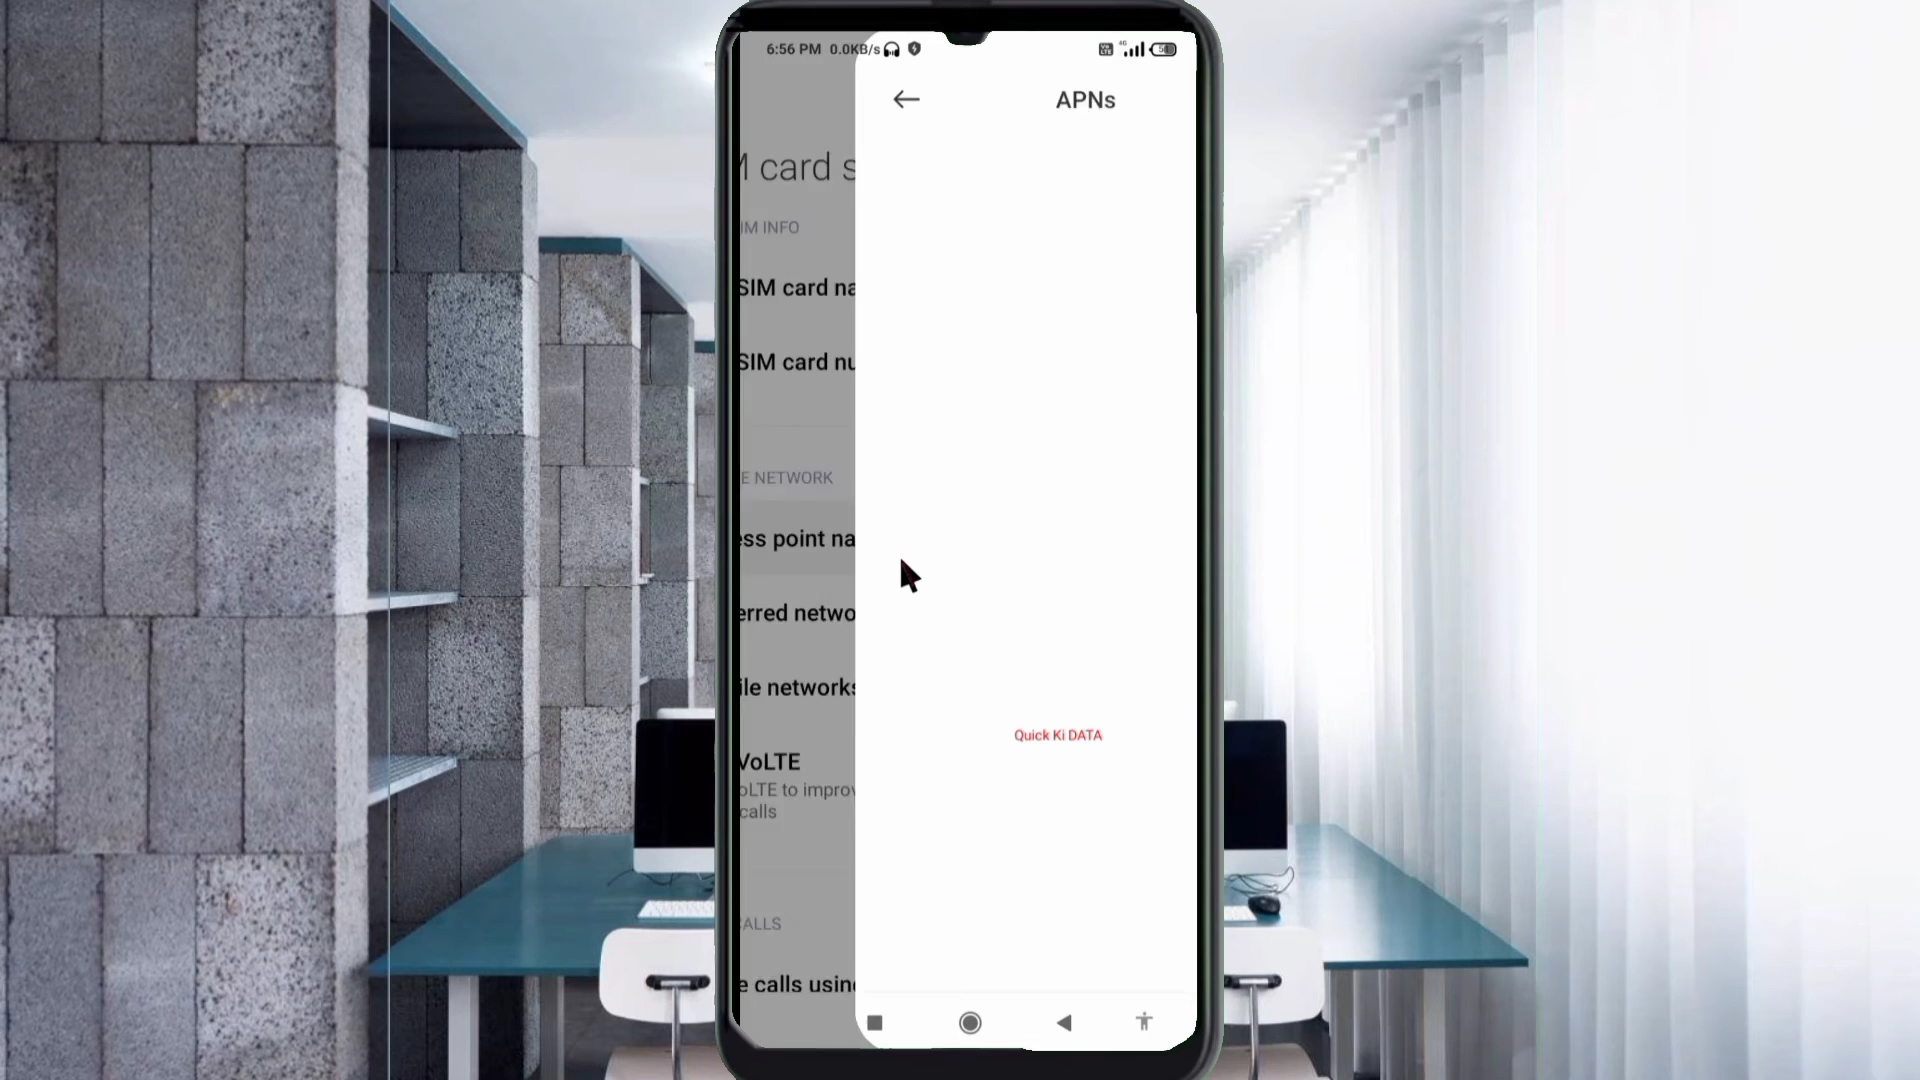 6:56 PM 0.0KB/s
APNs
M card s
IM INFO
SIM card na
SIM card nu
E NETWORK
ess point na
erred netwo
ile networks
VoLTE
oLTE to improv
calls
Quick Ki DATA
ALLS
e calls using